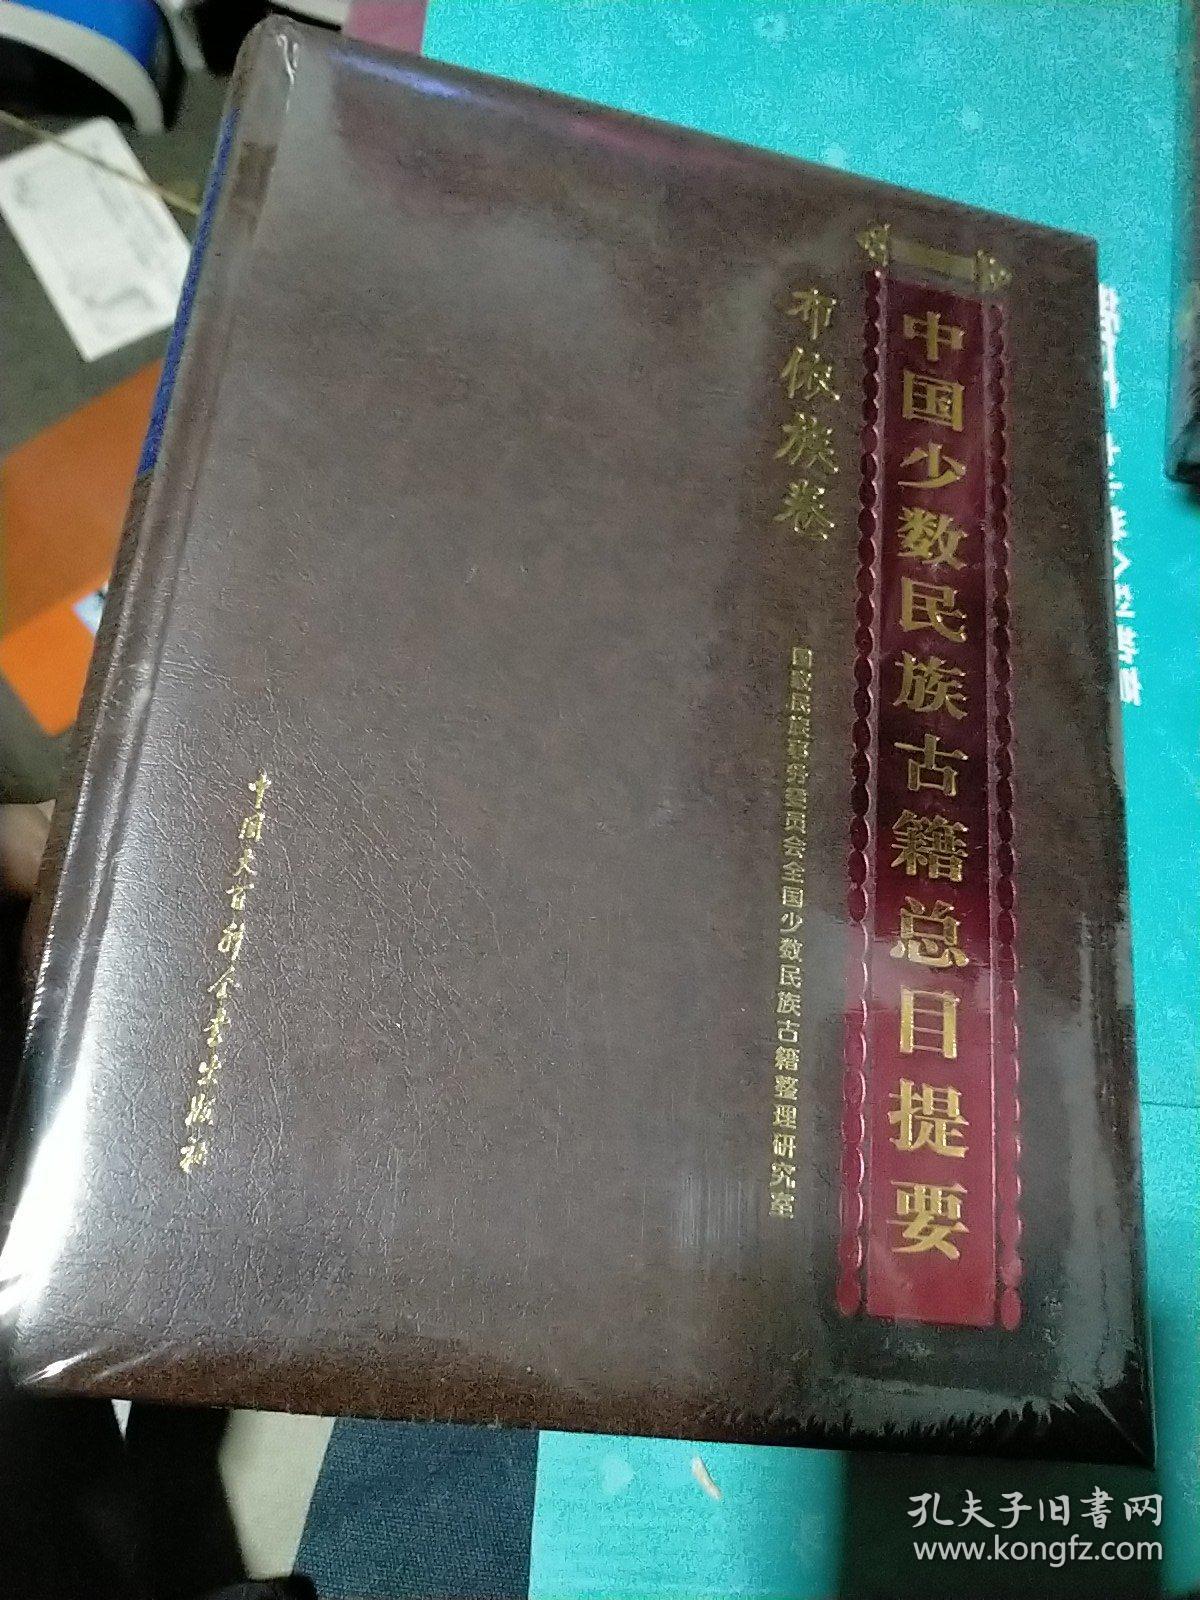 中国少数民族古籍总目提要
布依族卷
国家民族事务委员会全国少数民族古籍整理研究室
中国大百科全书出版社
孔夫子旧书网
www.kongfz.com